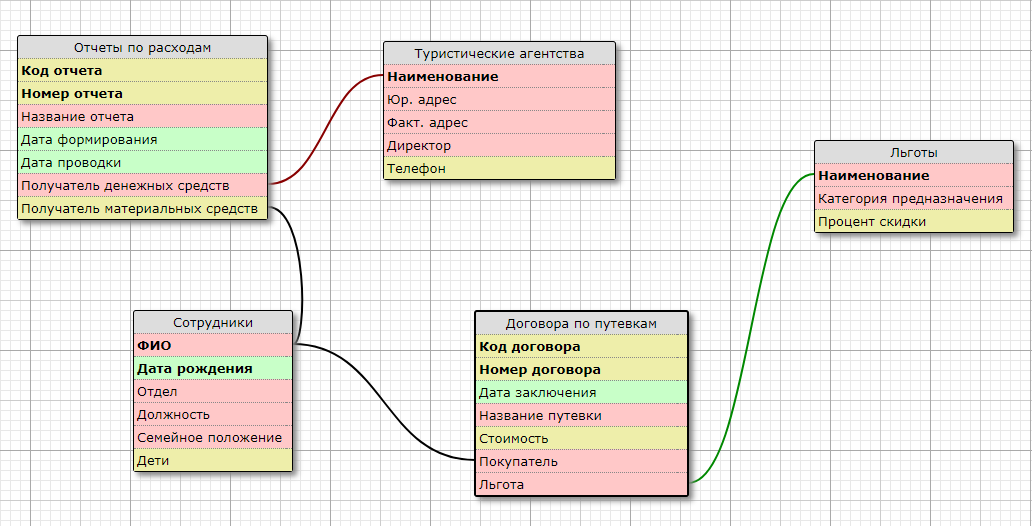 Отчеты по расходам
Код отчета
Номер отчета
Название отчета
Дата формирования
Дата проводки
Получатель денежных средств
Получатель материальных средств
Туристические агентства
Наименование
Юр. адрес
Факт. адрес
Директор
Телефон
Льготы
Наименование
Категория предназначения
Процент скидки
Сотрудники
ФИО
Дата рождения
Отдел
Должность
Семейное положение
Дети
Договора по путевкам
Код договора
Номер договора
Дата заключения
Название путевки
Стоимость
Покупатель
Льгота